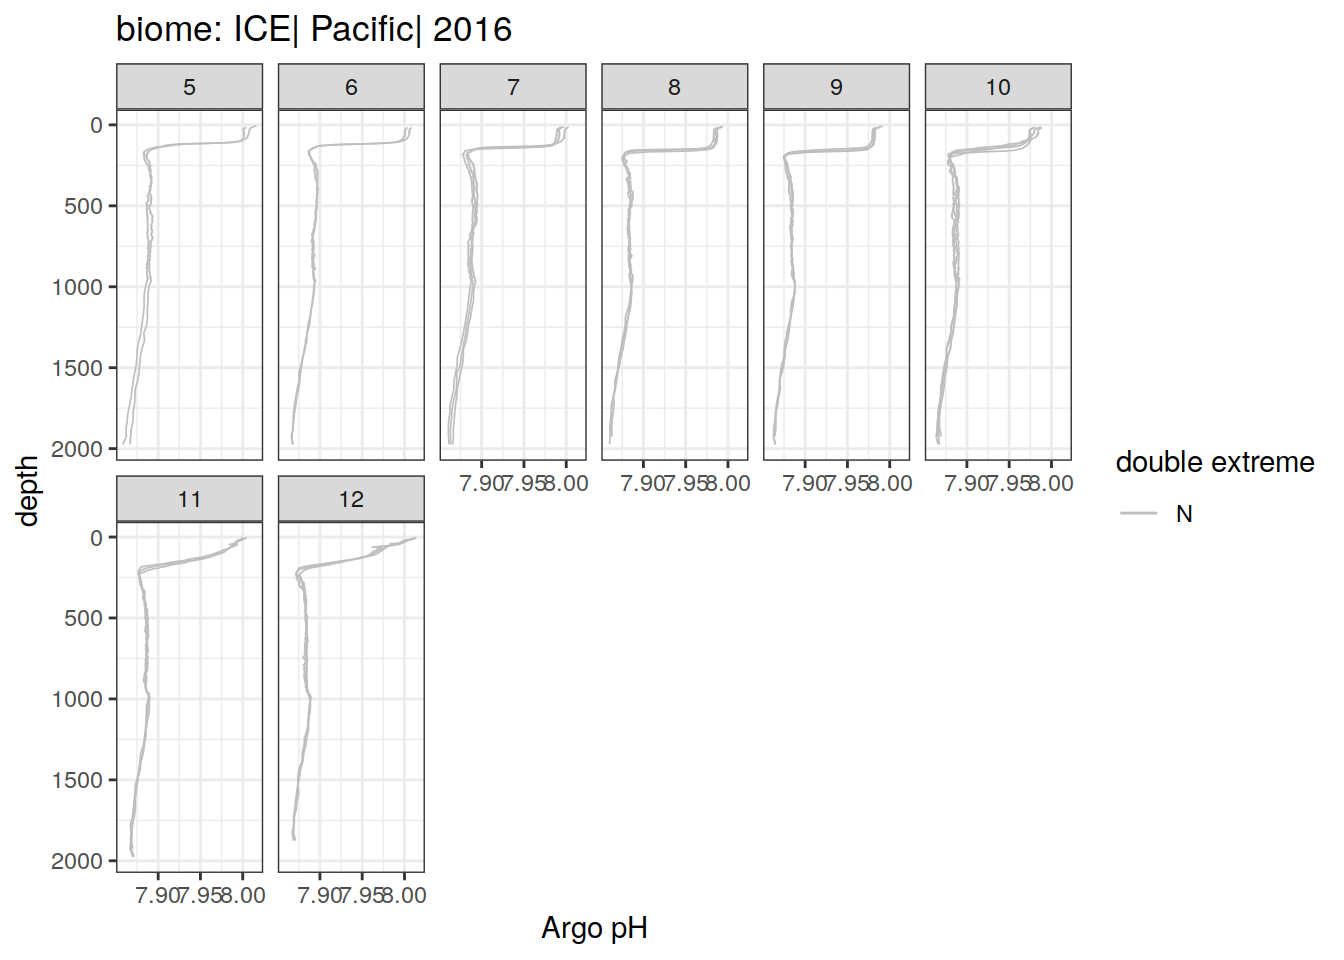 biome: ICE| Pacific| 2016
5 6 7 8 9 10
0
500
1000
1500
2000
7.90 7.95 8.00 7.90 7.95 8.00 7.90 7.95 8.00 7.90 7.95 8.00
11 12
0
500
1000
1500
2000
7.90 7.95 8.00 7.90 7.95 8.00
depth
Argo pH
double extreme
N